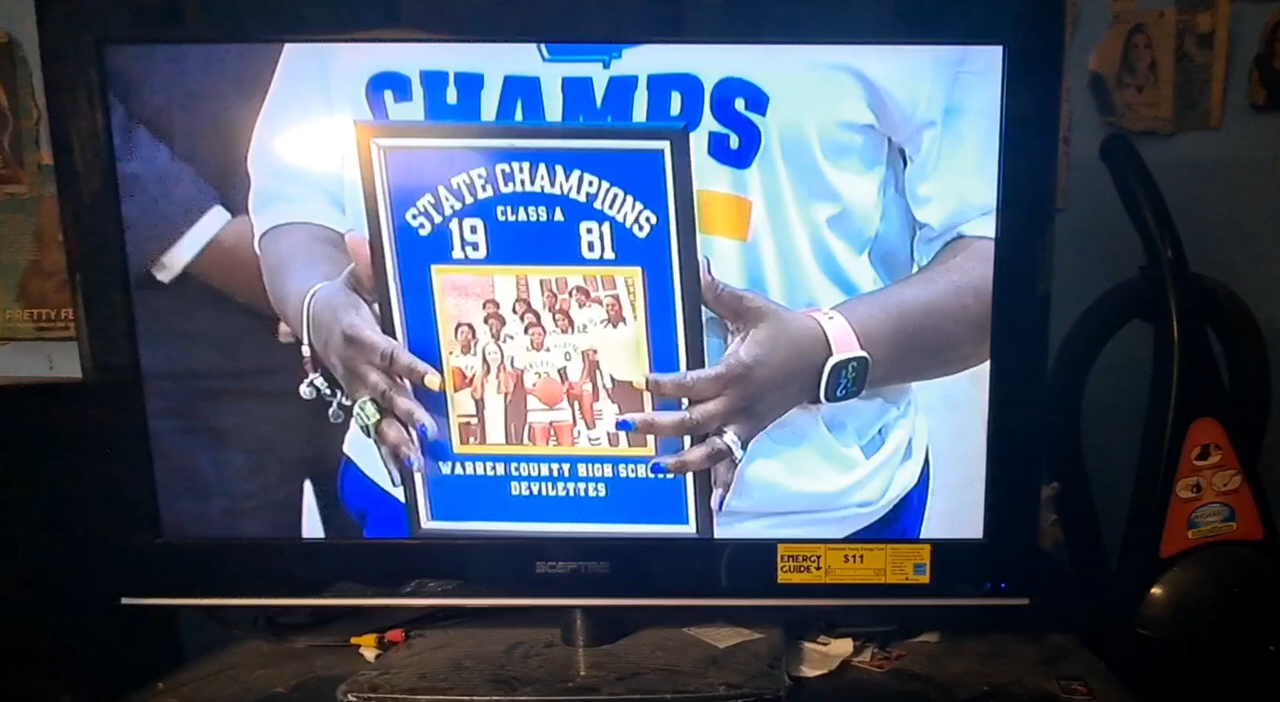 CHAMPS
STATE CHAMPIONS
CLASS A
19 81
WARREN COUNTY HIGH SCHOOL
DEVILETTES
SCEPTRE
ENERGY
GUIDE
$11
PRETTY